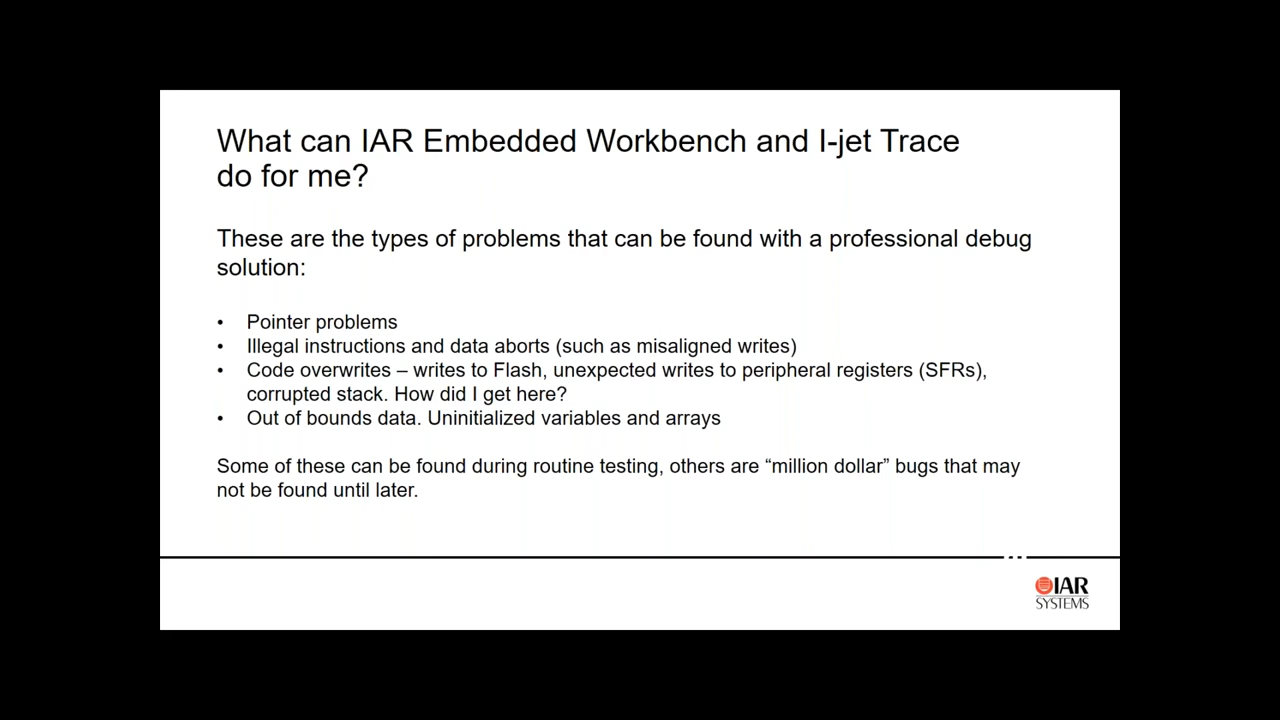 What can IAR Embedded Workbench and I-jet Trace
do for me?
These are the types of problems that can be found with a professional debug
solution:
• Pointer problems
• Illegal instructions and data aborts (such as misaligned writes)
• Code overwrites – writes to Flash, unexpected writes to peripheral registers (SFRs),
corrupted stack. How did I get here?
• Out of bounds data. Uninitialized variables and arrays
Some of these can be found during routine testing, others are “million dollar” bugs that may
not be found until later.
IAR
SYSTEMS